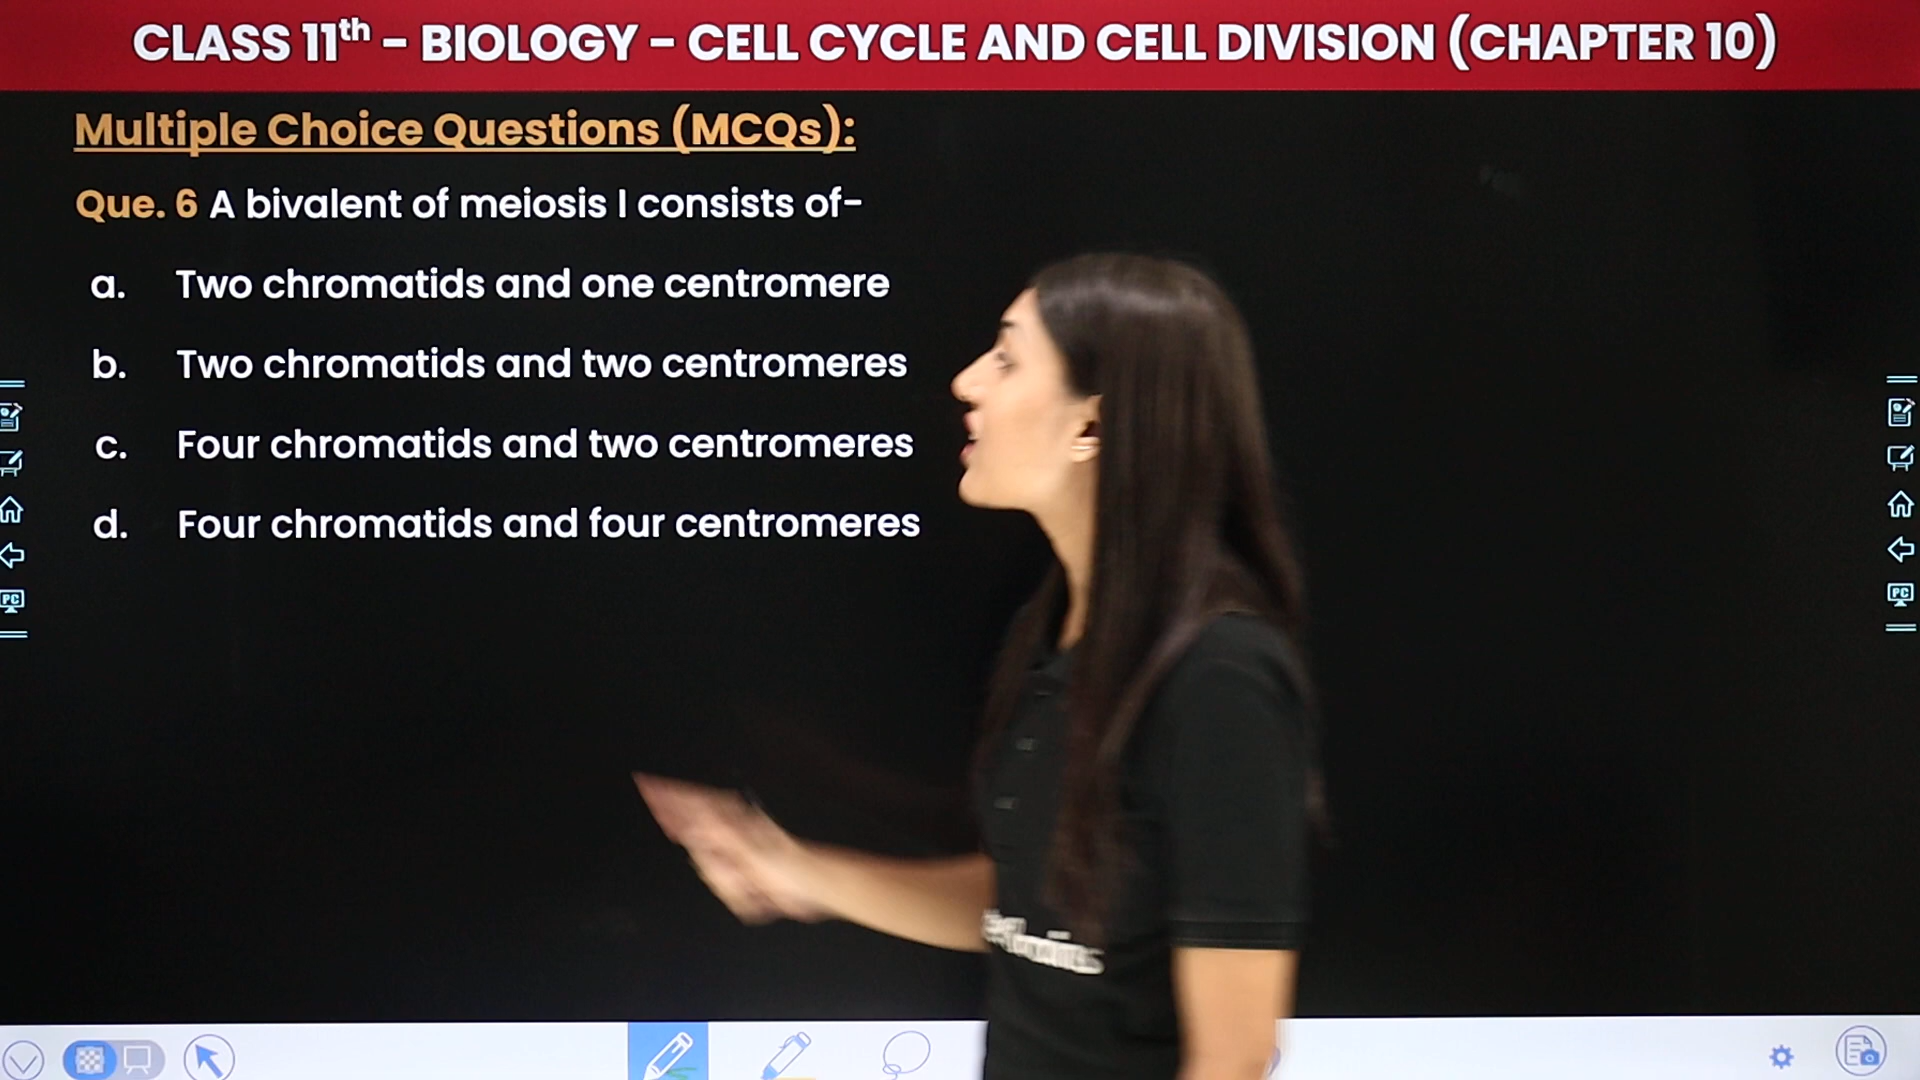 CLASS 11th – BIOLOGY – CELL CYCLE AND CELL DIVISION (CHAPTER 10)
Multiple Choice Questions (MCQs):
Que. 6 A bivalent of meiosis I consists of-
a. Two chromatids and one centromere
b. Two chromatids and two centromeres
c. Four chromatids and two centromeres
d. Four chromatids and four centromeres
PC
PC